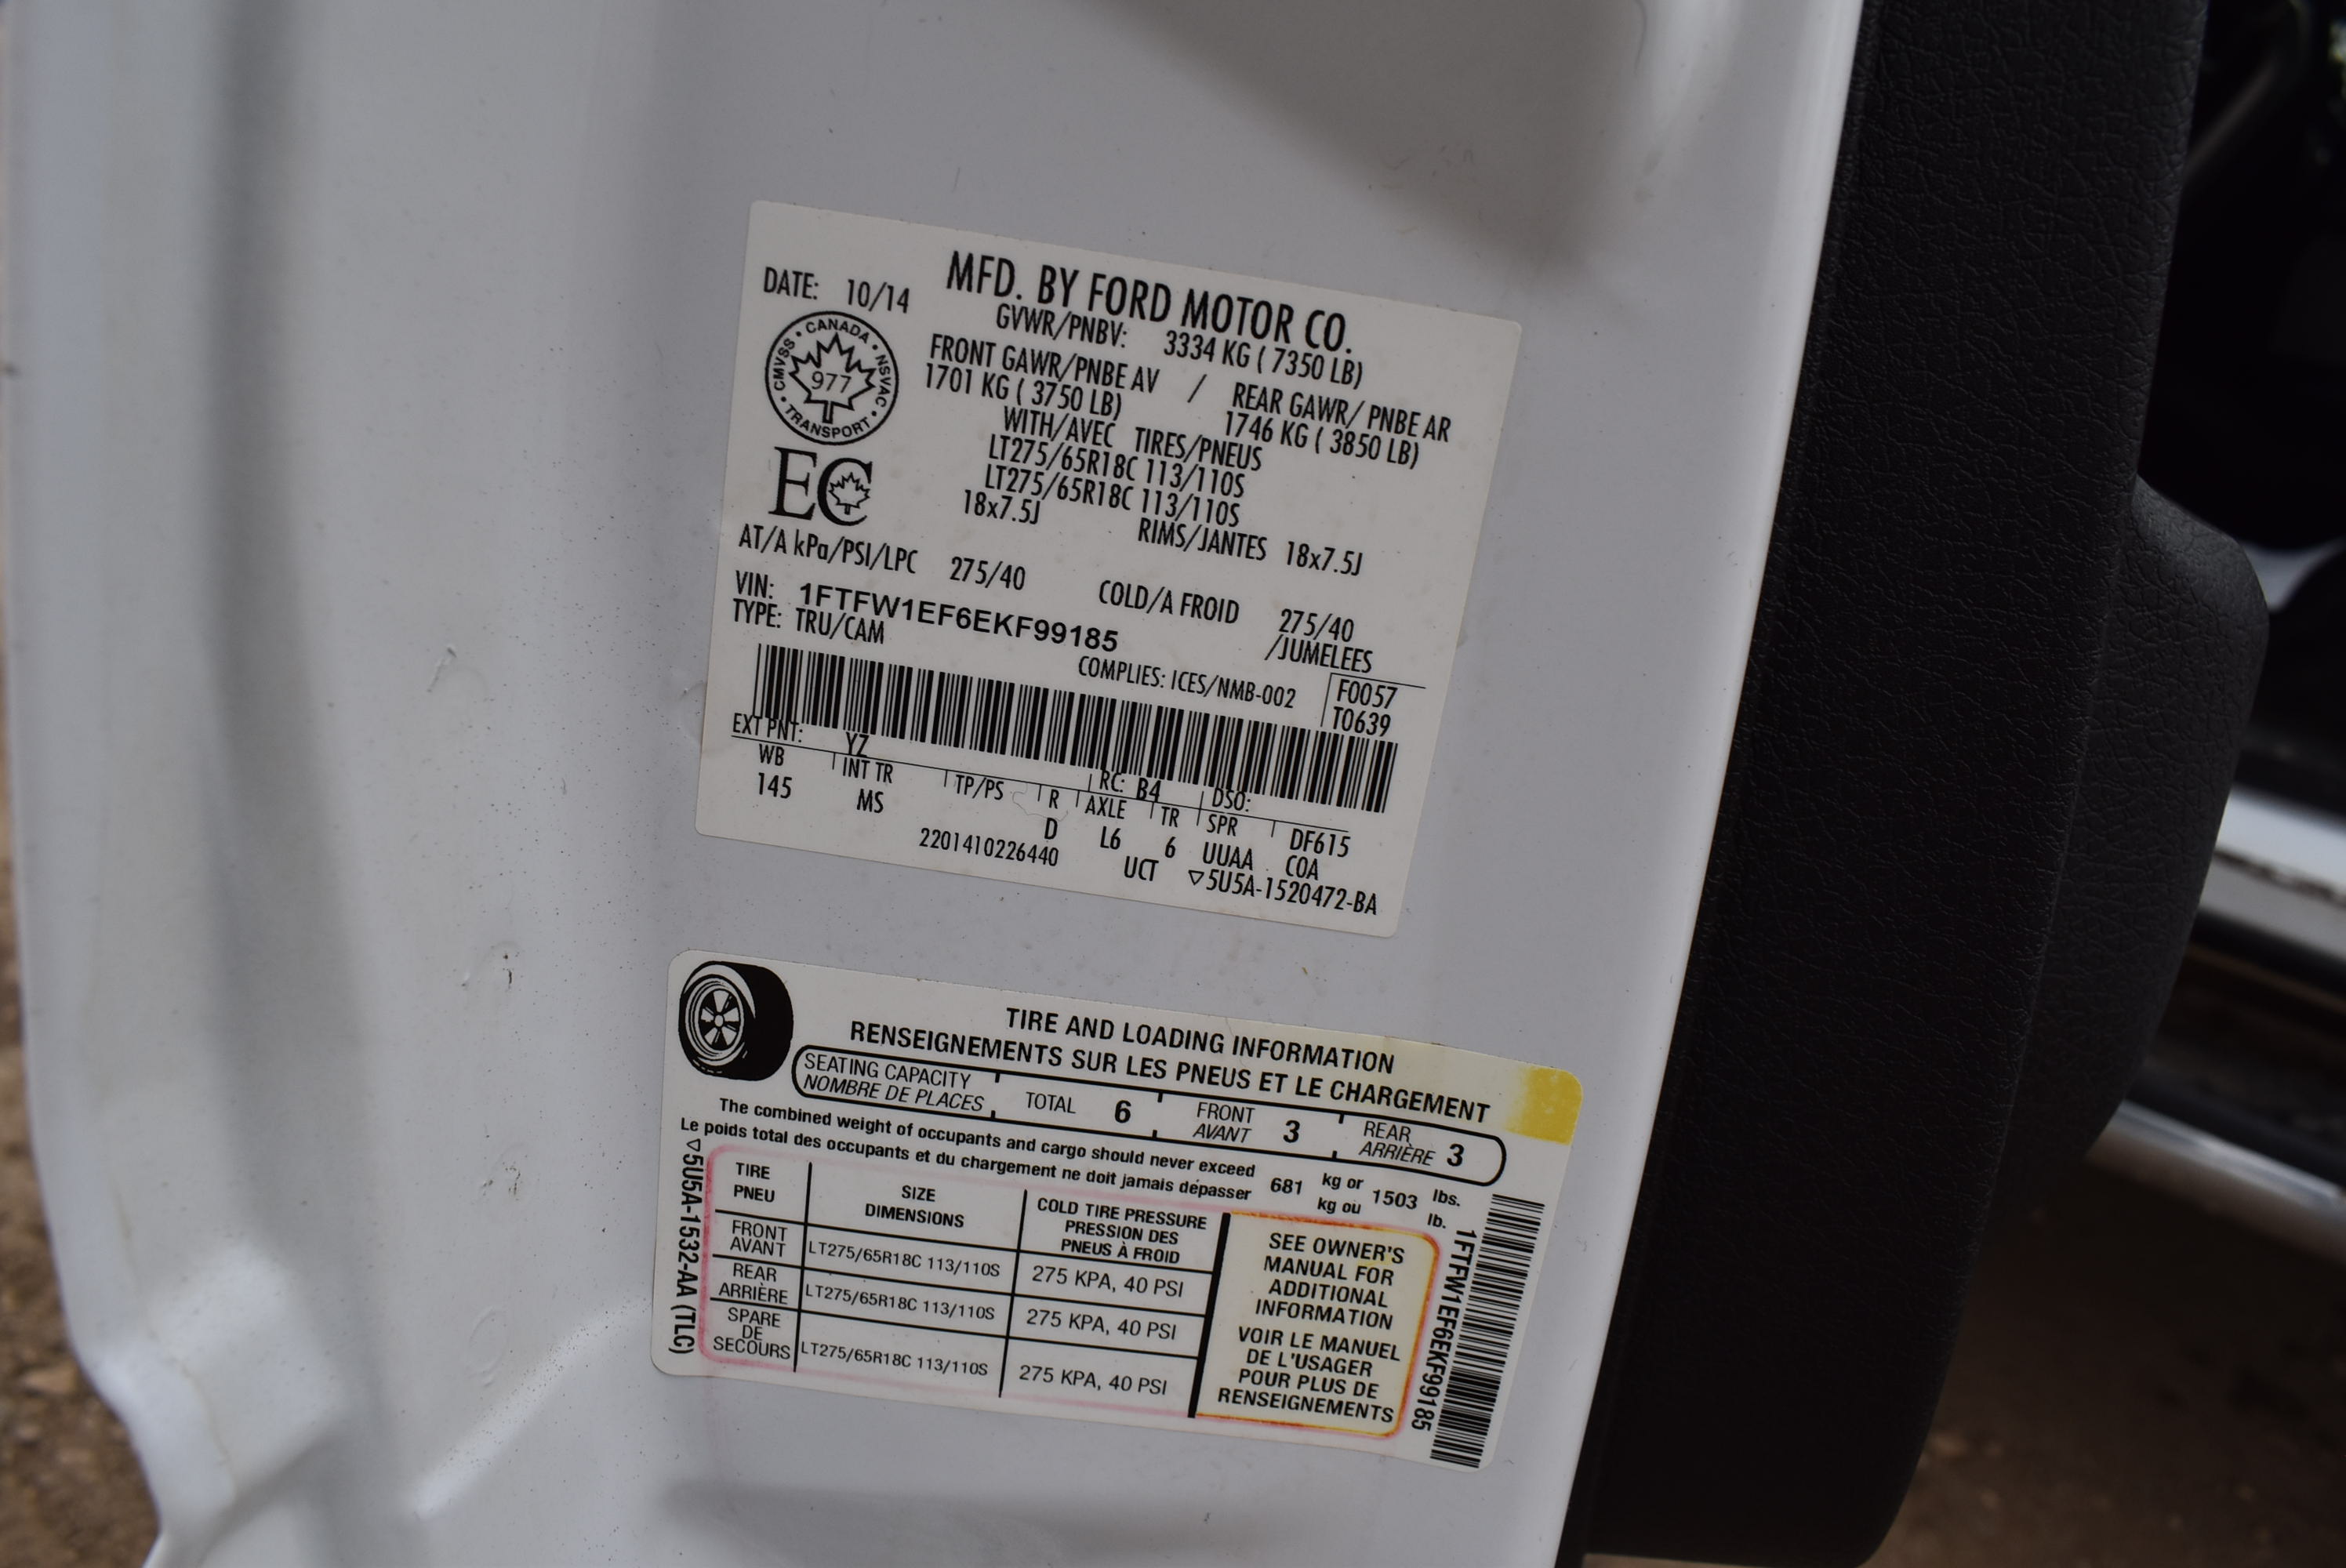 MFD. BY FORD MOTOR CO.
DATE: 10/14
GVWR/PNBV: 3334 KG ( 7350 LB)
FRONT GAWR/PNBE AV / REAR GAWR/ PNBE AR
1701 KG ( 3750 LB) 1746 KG ( 3850 LB)
WITH/AVEC TIRES/PNEUS
LT275/65R18C 113/110S
LT275/65R18C 113/110S
18x7.5J RIMS/JANTES 18x7.5J
CMVSS • CANADA • NSVAC • TRANSPORT •
977
EC
AT/A kPa/PSI/LPC 275/40 COLD/A FROID 275/40
VIN: 1FTFW1EF6EKF99185 /JUMELEES
TYPE: TRU/CAM
COMPLIES: ICES/NMB-002 F0057
T0639
EXT PNT: YZ RC: B4 DSO:
WB INT TR TP/PS R AXLE TR SPR DF615
145 MS D L6 6 UUAA COA
2201410226440 UCT ▽5U5A-1520472-BA
TIRE AND LOADING INFORMATION
RENSEIGNEMENTS SUR LES PNEUS ET LE CHARGEMENT
SEATING CAPACITY TOTAL 6 FRONT 3 REAR 3
NOMBRE DE PLACES AVANT ARRIÈRE
The combined weight of occupants and cargo should never exceed 681 kg or 1503 lbs.
Le poids total des occupants et du chargement ne doit jamais dépasser kg ou lb.
TIRE SIZE COLD TIRE PRESSURE
PNEU DIMENSIONS PRESSION DES
PNEUS À FROID
FRONT LT275/65R18C 113/110S 275 KPA, 40 PSI
AVANT
REAR LT275/65R18C 113/110S 275 KPA, 40 PSI
ARRIÈRE
SPARE LT275/65R18C 113/110S 275 KPA, 40 PSI
DE
SECOURS
SEE OWNER'S
MANUAL FOR
ADDITIONAL
INFORMATION
VOIR LE MANUEL
DE L'USAGER
POUR PLUS DE
RENSEIGNEMENTS
▽5U5A-1532-AA (TLC)
1FTFW1EF6EKF99185